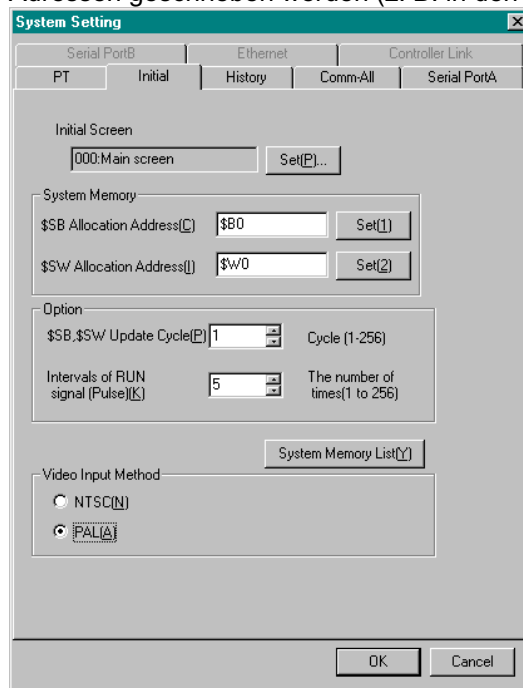 Adressen geschrieben werden (z. B. in den
System Setting
Serial PortB Ethernet Controller Link
PT Initial History Comm-All Serial PortA
Initial Screen
000:Main screen Set(P)...
System Memory
$SB Allocation Address(C) $B0 Set(1)
$SW Allocation Address(I) $W0 Set(2)
Option
$SB,$SW Update Cycle(P) 1 Cycle (1-256)
Intervals of RUN
signal (Pulse)(K) 5 The number of
times(1 to 256)
System Memory List(Y)
Video Input Method
NTSC(N)
PAL(A)
OK Cancel